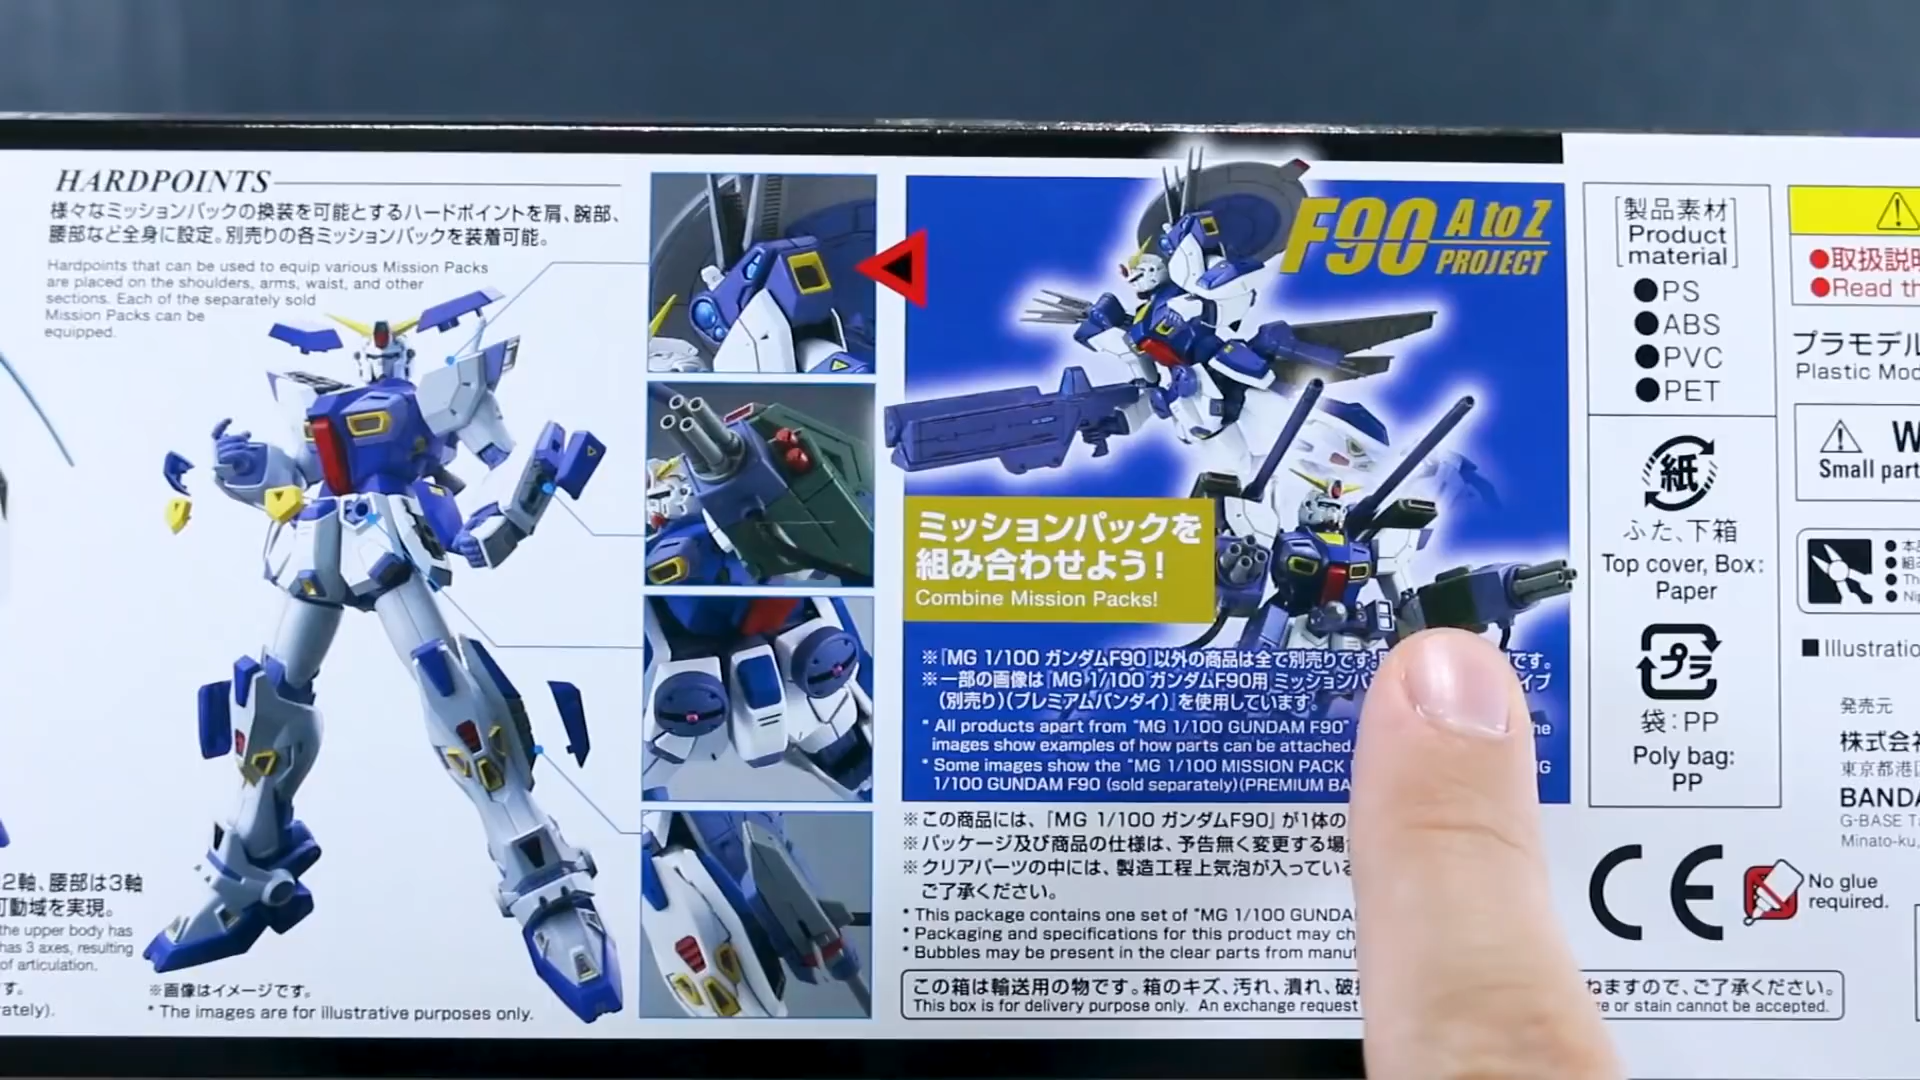 HARDPOINTS
様々なミッションパックの換装を可能とするハードポイントを肩、腕部、
腰部など全身に設定。別売りの各ミッションパックを装着可能。
Hardpoints that can be used to equip various Mission Packs
are placed on the shoulders, arms, waist, and other
sections. Each of the separately sold
Mission Packs can be
equipped.
2軸、腰部は3軸
可動域を実現。
the upper body has
has 3 axes, resulting
of articulation.
す。
※画像はイメージです。
* The images are for illustrative purposes only.
F90 A to Z
PROJECT
ミッションパックを
組み合わせよう!
Combine Mission Packs!
※『MG 1/100 ガンダムF90』以外の商品は全て別売りです。 です。
※一部の画像は『MG 1/100 ガンダムF90用 ミッションパ イプ
(別売り)(プレミアムバンダイ)』を使用しています。
* All products apart from "MG 1/100 GUNDAM F90" he
images show examples of how parts can be attached.
* Some images show the "MG 1/100 MISSION PACK
1/100 GUNDAM F90 (sold separately)(PREMIUM BA
※この商品には、『MG 1/100 ガンダムF90』が1体の
※パッケージ及び商品の仕様は、予告無く変更する場
※クリアパーツの中には、製造工程上気泡が入っている
ご了承ください。
* This package contains one set of "MG 1/100 GUNDA
* Packaging and specifications for this product may ch
* Bubbles may be present in the clear parts from manuf
この箱は輸送用の物です。箱のキズ、汚れ、潰れ、破 ねますので、ご了承ください。
This box is for delivery purpose only. An exchange request or stain cannot be accepted.
[製品素材]
Product
material
●PS
●ABS
●PVC
●PET
紙
ふた、下箱
Top cover, Box:
Paper
プラ
袋:PP
Poly bag:
PP
CE
No glue
required.
●取扱説明
●Read th
プラモデル
Plastic Mod
W
Small part
■Illustratio
発売元
株式会社
東京都港区
BANDA
G-BASE T
Minato-ku,